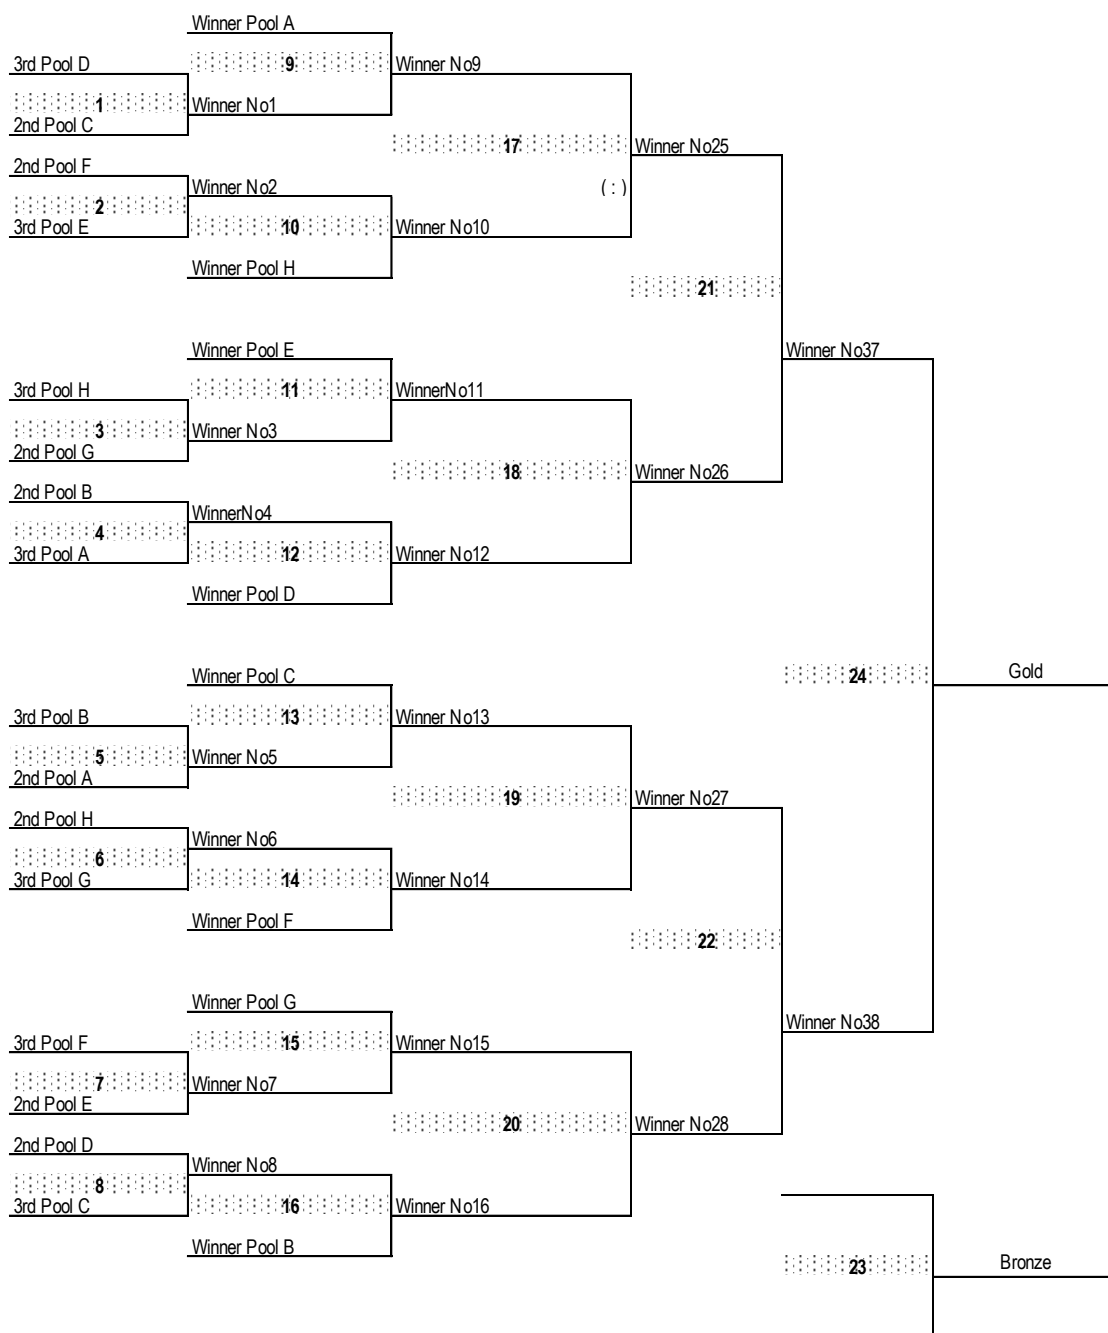 Winner Pool A
3rd Pool D
9
Winner No9
1
Winner No1
2nd Pool C
17
Winner No25
2nd Pool F
Winner No2
( : )
2
3rd Pool E
10
Winner No10
Winner Pool H
21
Winner Pool E
Winner No37
3rd Pool H
11
WinnerNo11
3
Winner No3
2nd Pool G
18
Winner No26
2nd Pool B
WinnerNo4
4
3rd Pool A
12
Winner No12
Winner Pool D
Winner Pool C
24
Gold
3rd Pool B
13
Winner No13
5
Winner No5
2nd Pool A
19
Winner No27
2nd Pool H
Winner No6
6
3rd Pool G
14
Winner No14
Winner Pool F
22
Winner Pool G
Winner No38
3rd Pool F
15
Winner No15
7
Winner No7
2nd Pool E
20
Winner No28
2nd Pool D
Winner No8
8
3rd Pool C
16
Winner No16
Winner Pool B
23
Bronze